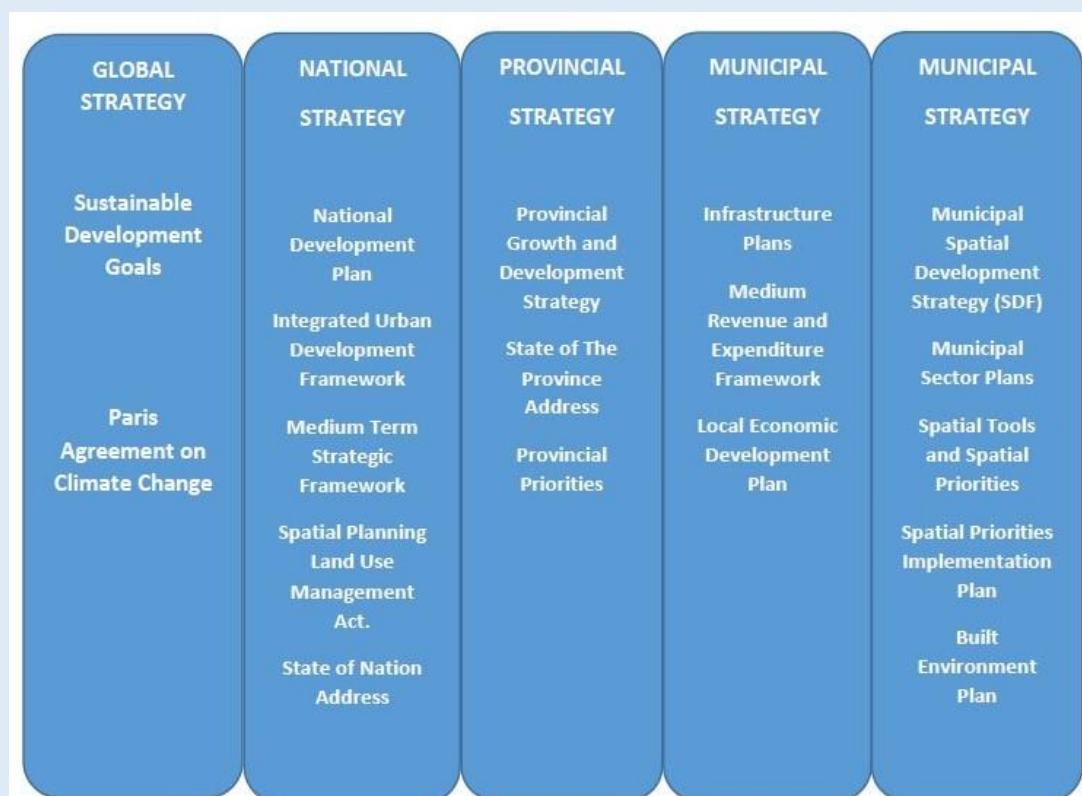 GLOBAL
STRATEGY
Sustainable
Development
Goals
Paris
Agreement on
Climate Change
NATIONAL
STRATEGY
National
Development
Plan
Integrated Urban
Development
Framework
Medium Term
Strategic
Framework
Spatial Planning
Land Use
Management
Act.
State of Nation
Address
PROVINCIAL
STRATEGY
Provincial
Growth and
Development
Strategy
State of The
Province
Address
Provincial
Priorities
MUNICIPAL
STRATEGY
Infrastructure
Plans
Medium
Revenue and
Expenditure
Framework
Local Economic
Development
Plan
MUNICIPAL
STRATEGY
Municipal
Spatial
Development
Strategy (SDF)
Municipal
Sector Plans
Spatial Tools
and Spatial
Priorities
Spatial Priorities
Implementation
Plan
Built
Environment
Plan